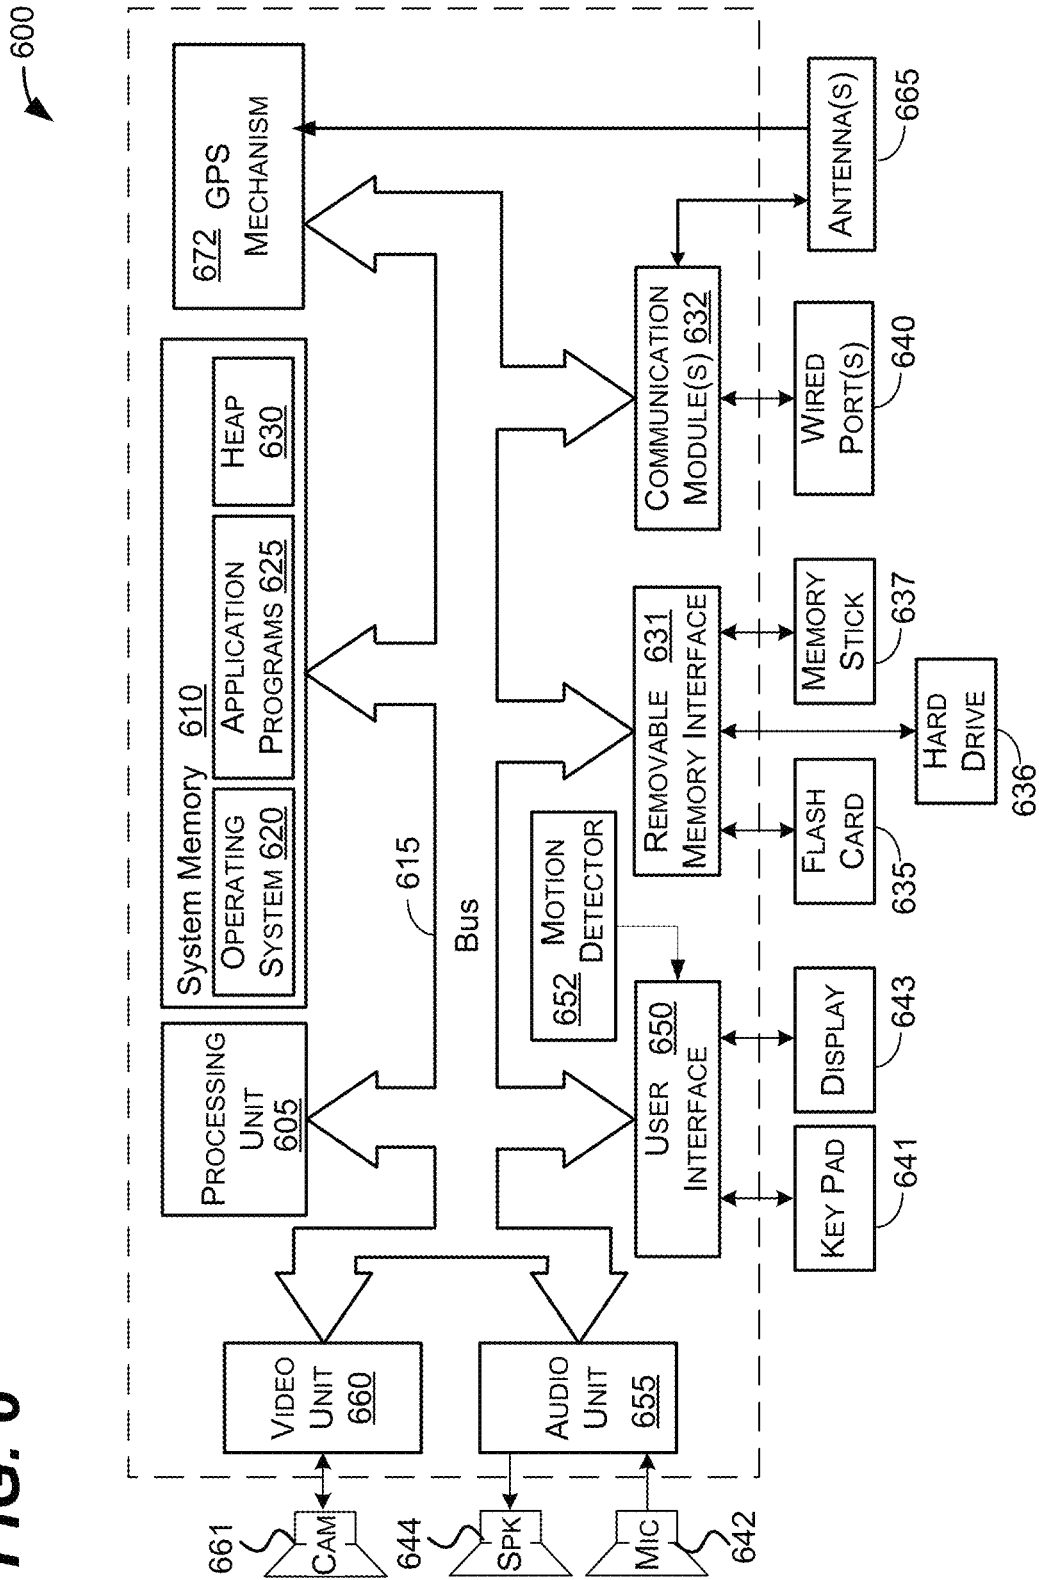 FIG. 6
600
661
CAM
644
SPK
MIC
642
VIDEO
UNIT
660
AUDIO
UNIT
655
PROCESSING
UNIT
605
System Memory 610
OPERATING
SYSTEM 620
APPLICATION
PROGRAMS 625
HEAP
630
672 GPS
MECHANISM
615
Bus
652 MOTION
DETECTOR
USER 650
INTERFACE
REMOVABLE 631
MEMORY INTERFACE
COMMUNICATION
MODULE(S) 632
KEY PAD
641
DISPLAY
643
FLASH
CARD
635
HARD
DRIVE
636
MEMORY
STICK
637
WIRED
PORT(S)
640
ANTENNA(S)
665